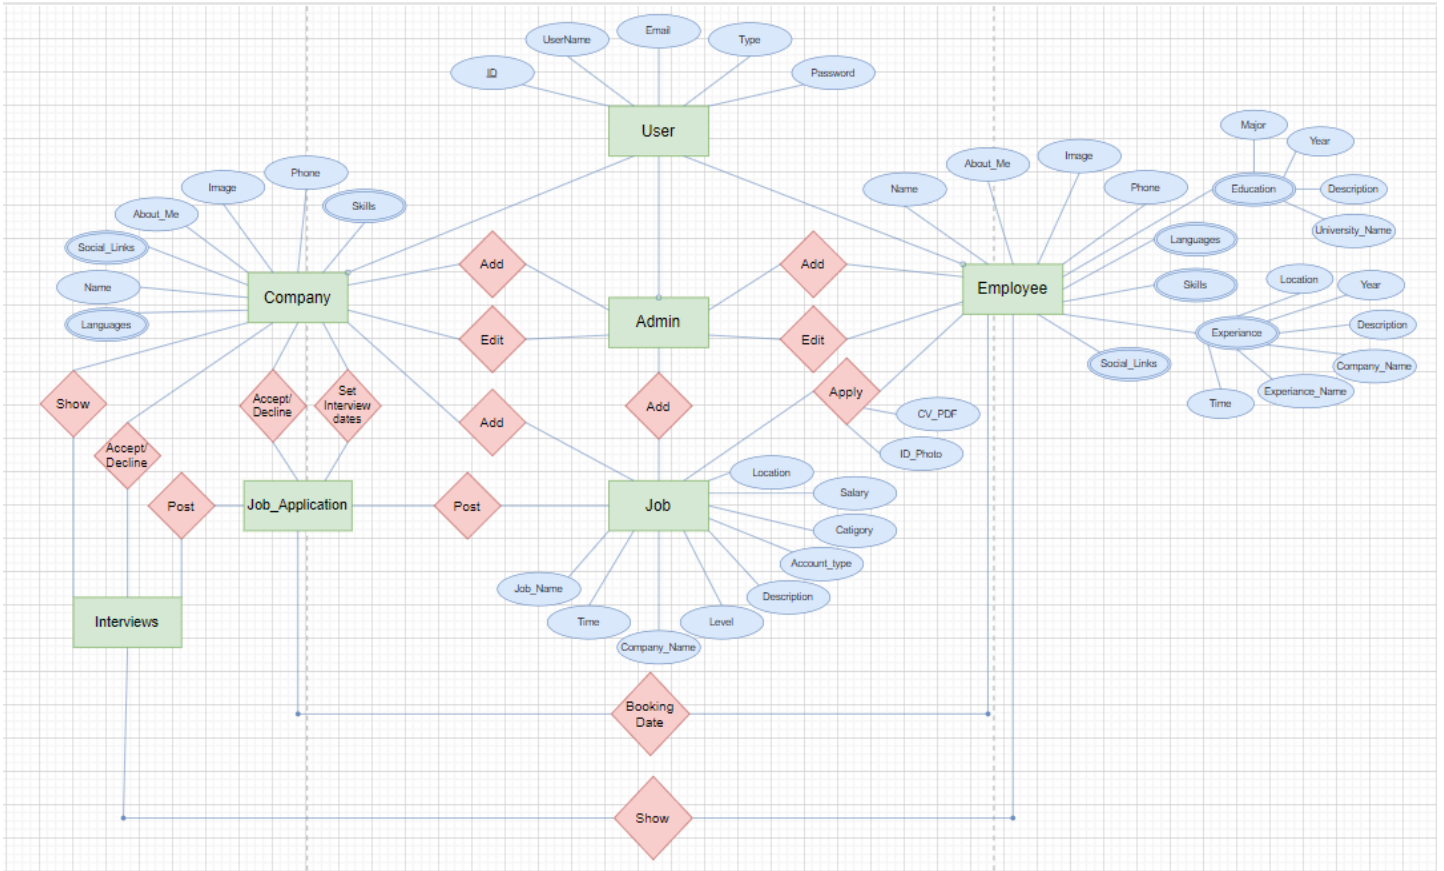 Email
UserName
Type
ID
Password
User
Major
Year
About_Me
Image
Name
Phone
Education
Description
University_Name
Phone
Image
Skills
About_Me
Social_Links
Name
Languages
Company
Add
Edit
Admin
Add
Edit
Employee
Languages
Skills
Location
Year
Experiance
Description
Company_Name
Social_Links
Experiance_Name
Time
Show
Accept/
Decline
Set
Interview
dates
Add
Add
Apply
CV_PDF
ID_Photo
Accept/
Decline
Post
Job_Application
Post
Job
Location
Salary
Catigory
Account_type
Description
Level
Company_Name
Time
Job_Name
Interviews
Booking
Date
Show